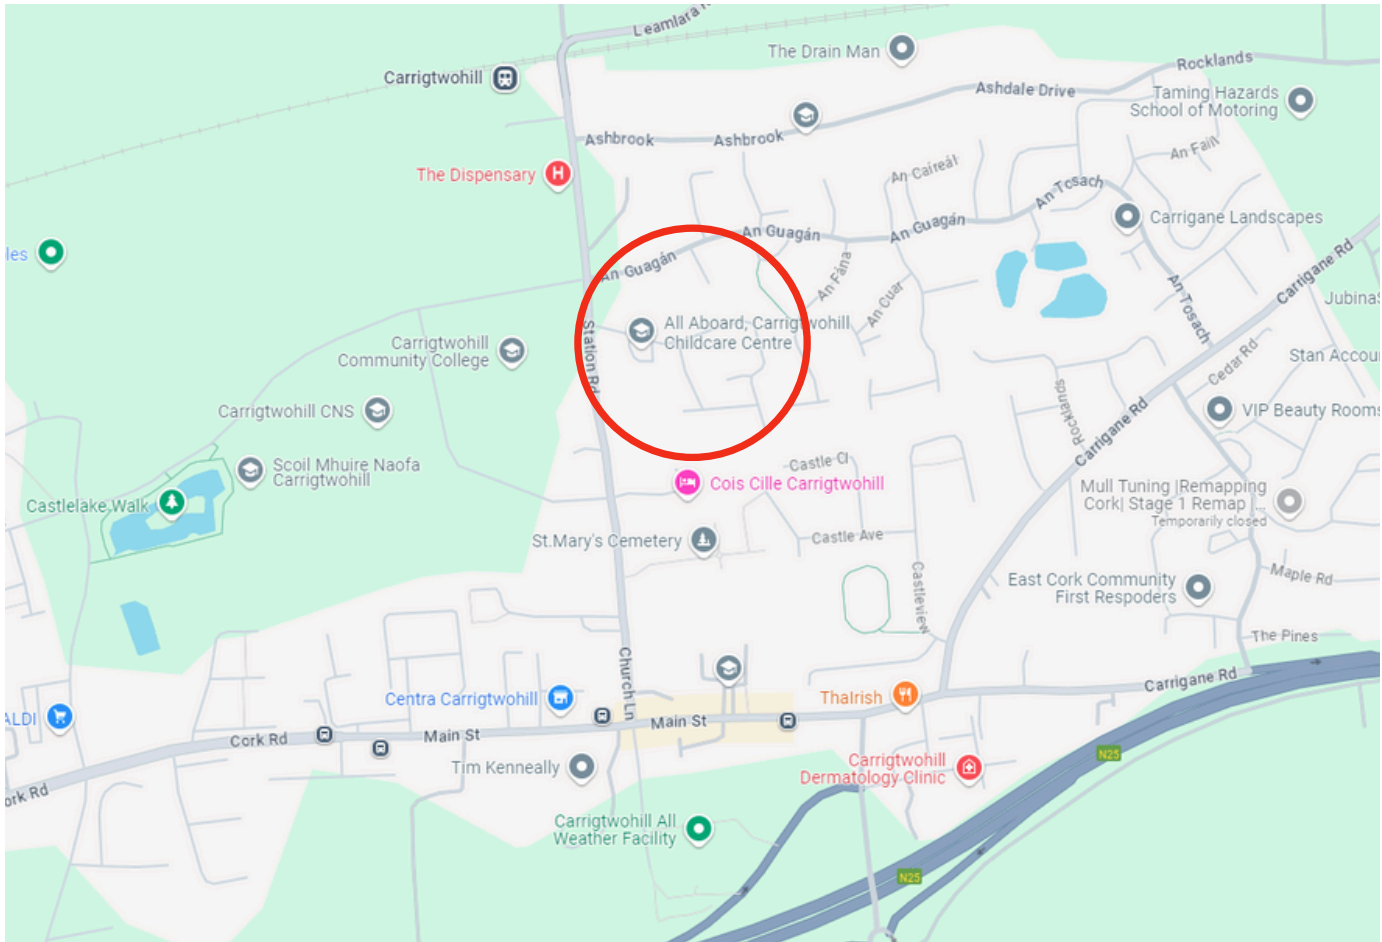 Leamlara R
The Drain Man
Rocklands
Carrigtwohill
Ashdale Drive
Taming Hazards
School of Motoring
Ashbrook
Ashbrook
An Faill
An Caireál
The Dispensary
An Tosach
Carrigane Landscapes
An Guagán
An Guagán
An Guagán
les
Carrigane Rd
An Fána
An Cuar
An Tosach
Jubina
All Aboard, Carrigtwohill
Childcare Centre
Station Rd
Carrigtwohill
Community College
Stan Accou
Cedar Rd
Carrigtwohill CNS
Rocklands
Carrigane Rd
VIP Beauty Rooms
Scoil Mhuire Naofa
Carrigtwohill
Castle Cl
Cois Cille Carrigtwohill
Mull Tuning |Remapping
Cork| Stage 1 Remap |...
Temporarily closed
Castlelake Walk
St.Mary's Cemetery
Castle Ave
Castleview
East Cork Community
First Respoders
Maple Rd
The Pines
Church Ln
Carrigane Rd
Centra Carrigtwohill
ThaIrish
ALDI
Main St
Main St
Cork Rd
N25
Tim Kenneally
Carrigtwohill
Dermatology Clinic
ork Rd
Carrigtwohill All
Weather Facility
N25